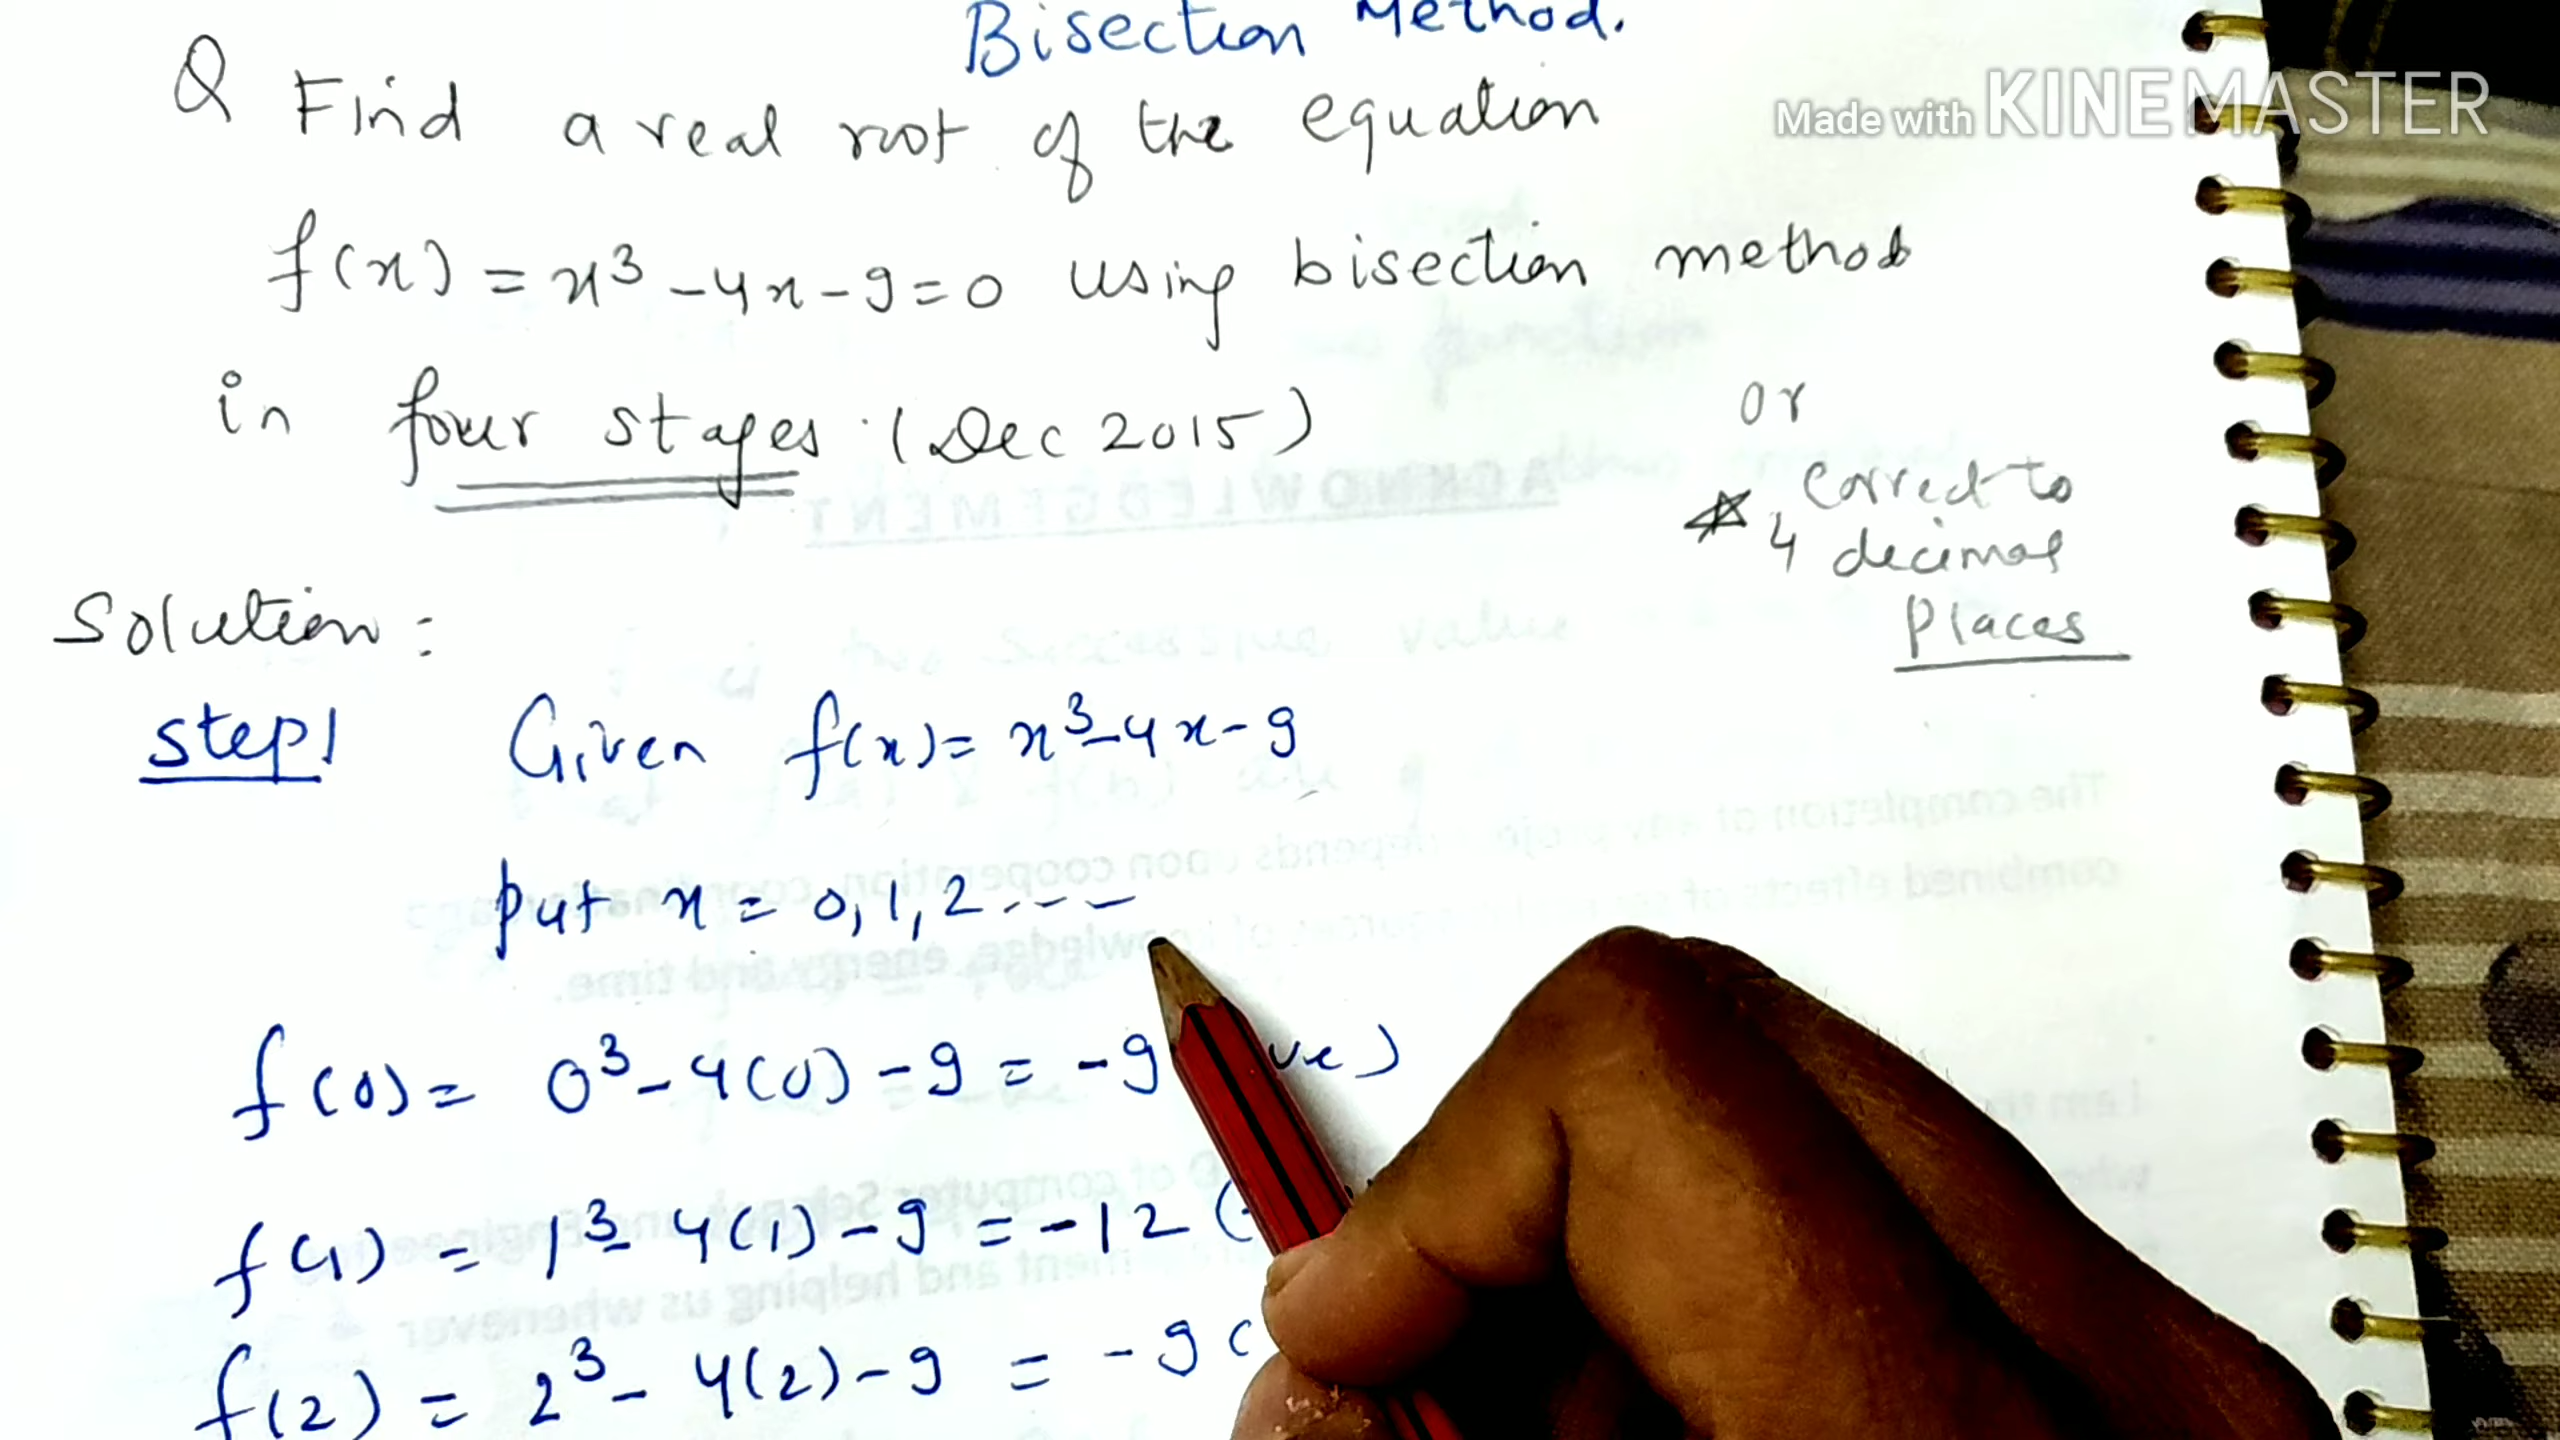 Bisection Method.
Made with KINEMASTER
Q Find a real root of the equation
f(x) = x³ - 4x - 9 = 0 using bisection method
in four stages. (Dec 2015)
or
* correct to
4 decimal
places
ACKNOWLEDGEMENT
Solution:
step1 Given f(x) = x³ - 4x - 9
put x = 0, 1, 2 ----
f(0) = 0³ - 4(0) - 9 = -9 ve)
f(1) = 1³ - 4(1) - 9 = -12 (
f(2) = 2³ - 4(2) - 9 = -9 (